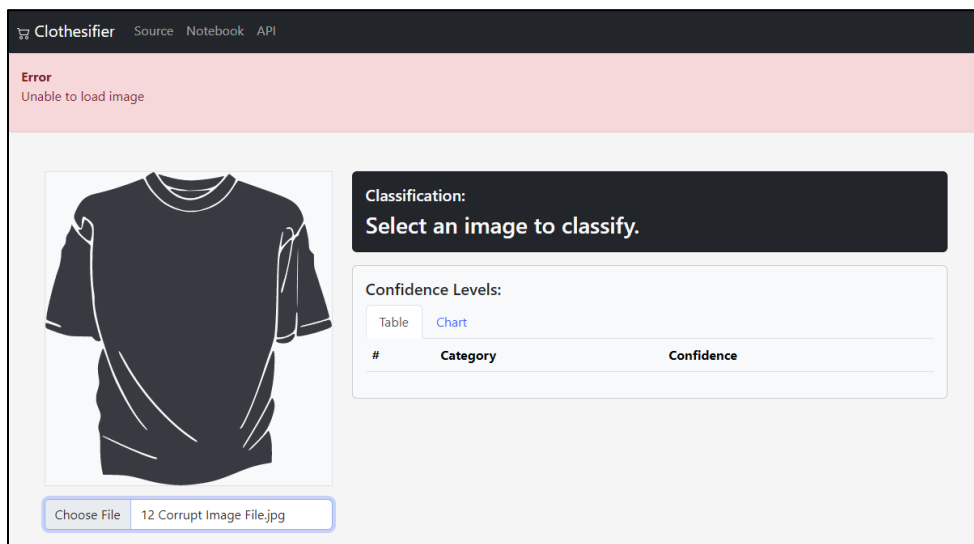 Clothesifier Source Notebook API
Error
Unable to load image
Classification:
Select an image to classify.
Confidence Levels:
Table Chart
# Category Confidence
Choose File 12 Corrupt Image File.jpg